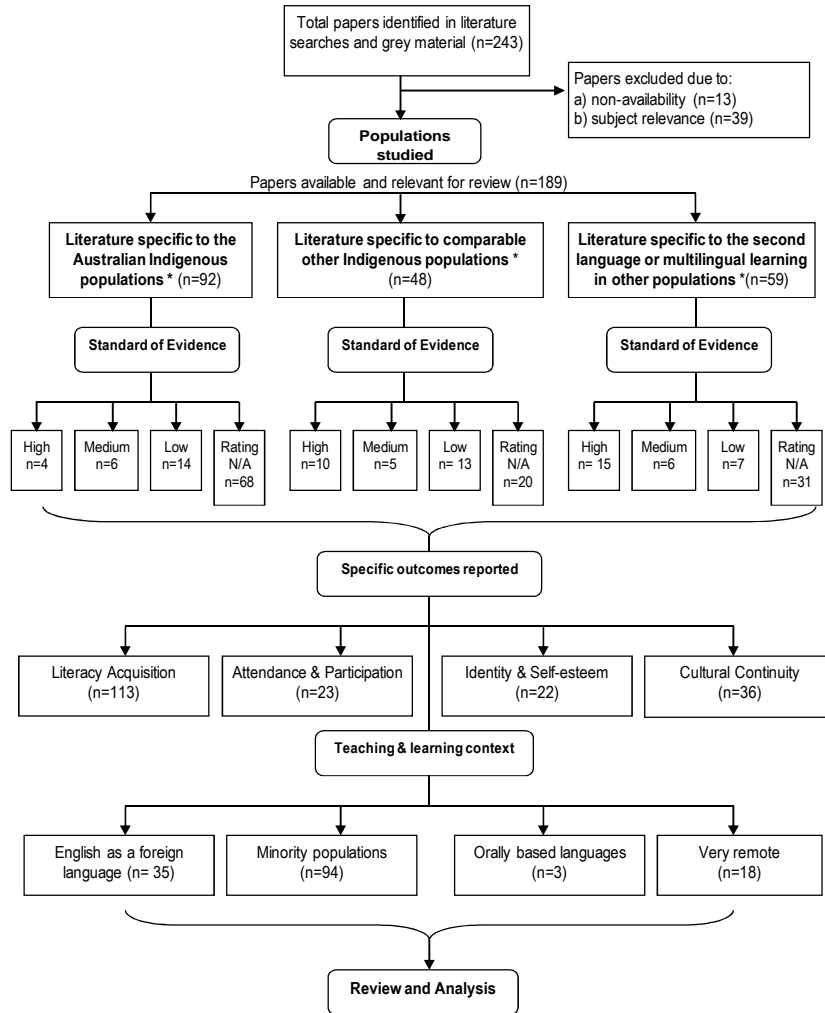 Total papers identified in literature
searches and grey material (n=243)
Papers excluded due to:
a) non-availability (n=13)
b) subject relevance (n=39)
Populations
studied
Papers available and relevant for review (n=189)
Literature specific to the
Australian Indigenous
populations * (n=92)
Literature specific to comparable
other Indigenous populations *
(n=48)
Literature specific to the second
language or multilingual learning
in other populations *(n=59)
Standard of Evidence
Standard of Evidence
Standard of Evidence
High
n=4
Medium
n=6
Low
n=14
Rating
N/A
n=68
High
n=10
Medium
n=5
Low
n= 13
Rating
N/A
n=20
High
n= 15
Medium
n=6
Low
n=7
Rating
N/A
n=31
Specific outcomes reported
Literacy Acquisition
(n=113)
Attendance & Participation
(n=23)
Identity & Self-esteem
(n=22)
Cultural Continuity
(n=36)
Teaching & learning context
English as a foreign
language (n= 35)
Minority populations
(n=94)
Orally based languages
(n=3)
Very remote
(n=18)
Review and Analysis